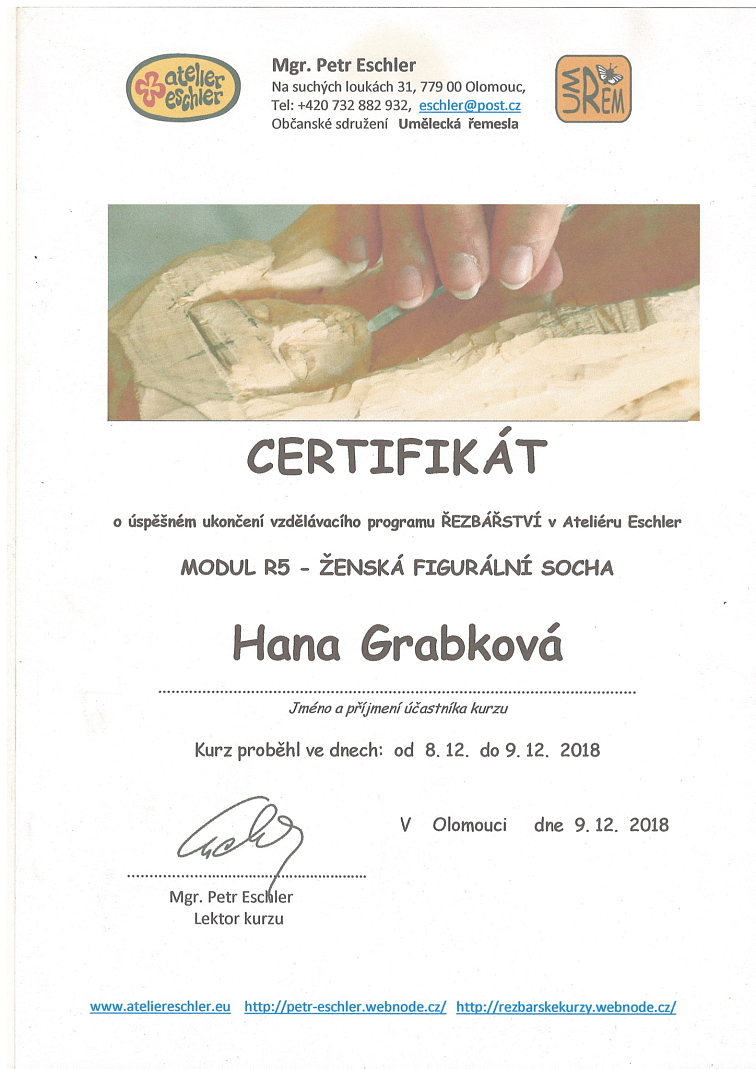 atelier
eschler
Mgr. Petr Eschler
Na suchých loukách 31, 779 00 Olomouc,
Tel: +420 732 882 932, eschler@post.cz
Občanské sdružení Umělecká řemesla
UM
ŘEM
CERTIFIKÁT
o úspěšném ukončení vzdělávacího programu ŘEZBÁŘSTVÍ v Ateliéru Eschler
MODUL R5 - ŽENSKÁ FIGURÁLNÍ SOCHA
Hana Grabková
Jméno a příjmení účastníka kurzu
Kurz proběhl ve dnech: od 8. 12. do 9. 12. 2018
V Olomouci dne 9. 12. 2018
Mgr. Petr Eschler
Lektor kurzu
www.ateliereschler.eu http://petr-eschler.webnode.cz/ http://rezbarskekurzy.webnode.cz/